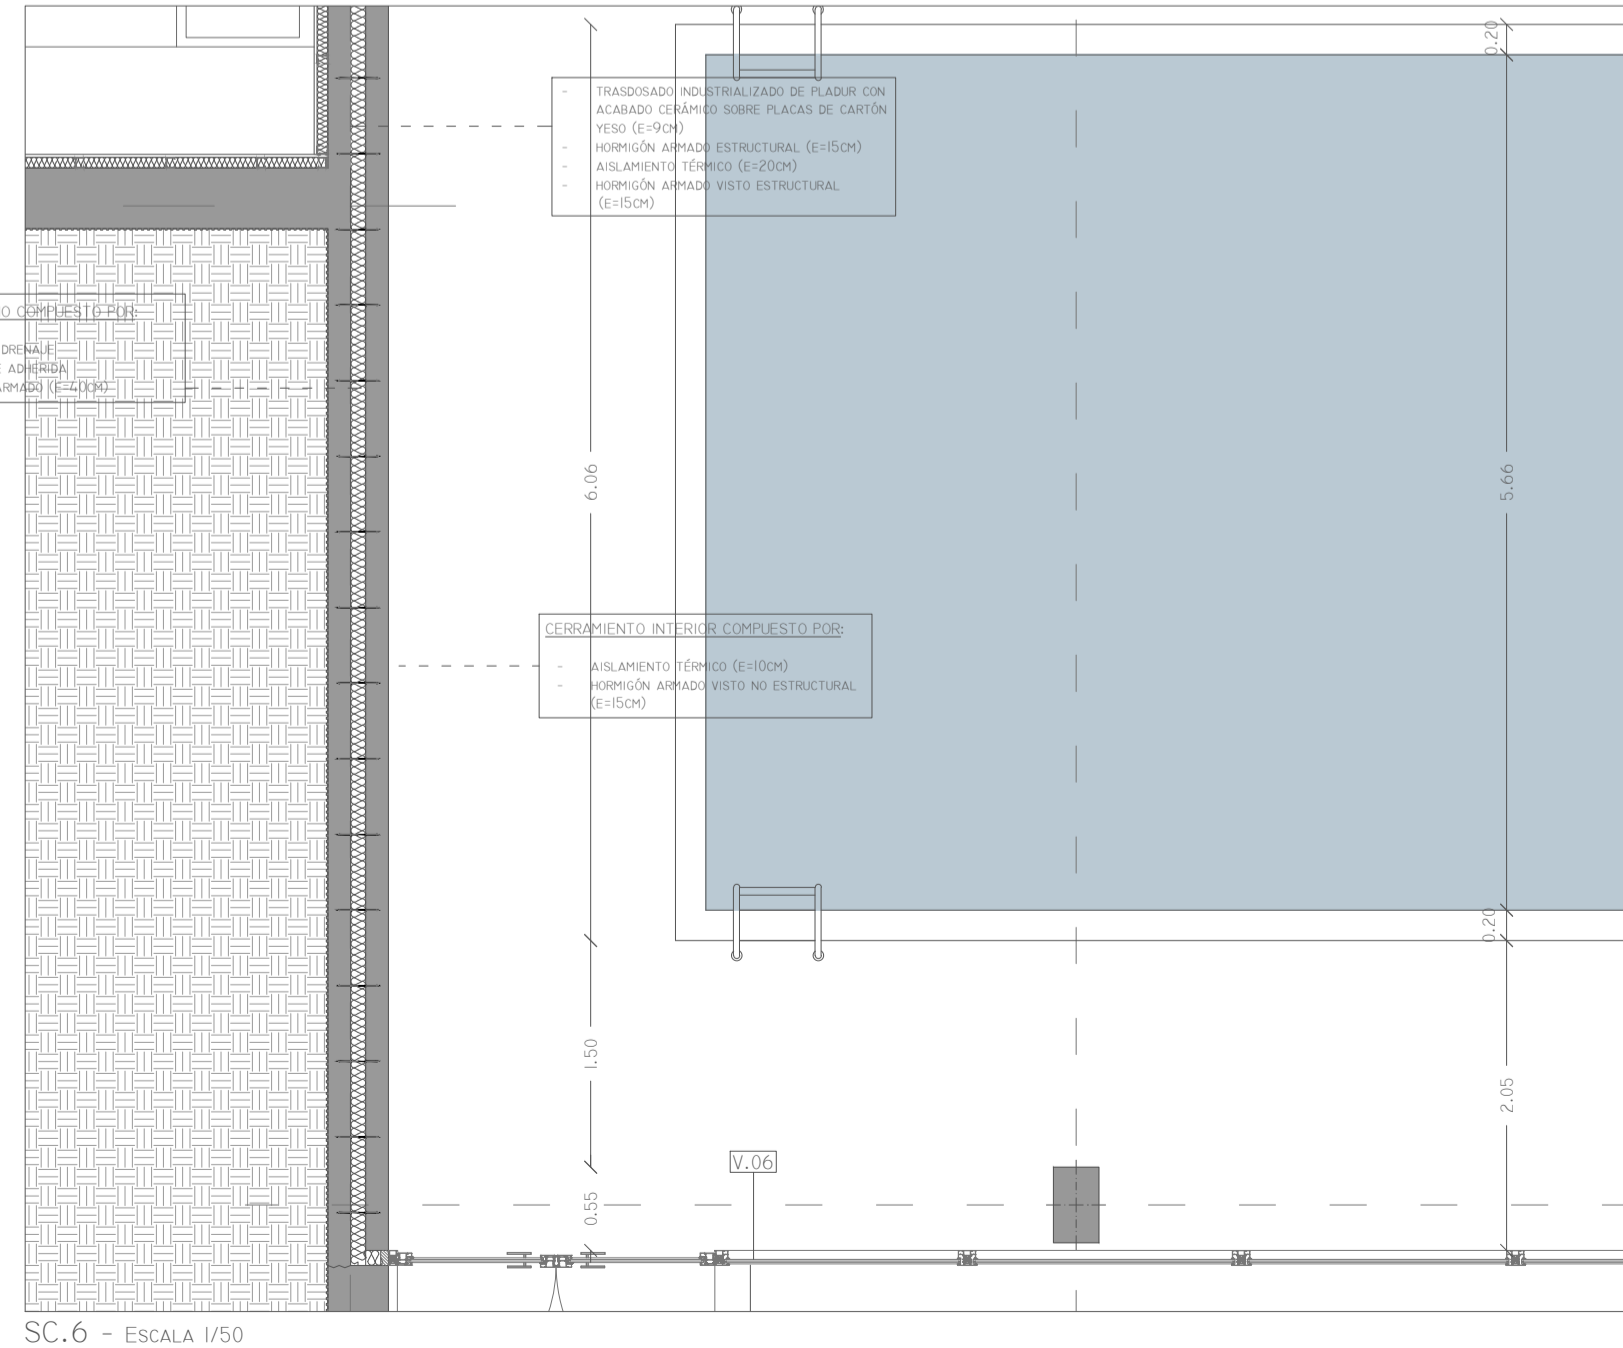 0.20
- TRASDOSADO INDUSTRIALIZADO DE PLADUR CON
ACABADO CERÁMICO SOBRE PLACAS DE CARTÓN
YESO (E=9CM)
- HORMIGÓN ARMADO ESTRUCTURAL (E=15CM)
- AISLAMIENTO TÉRMICO (E=20CM)
- HORMIGÓN ARMADO VISTO ESTRUCTURAL
(E=15CM)
O COMPUESTO POR:
DRENAJE
E ADHERIDA
ARMADO (E=40CM)
6.06
5.66
CERRAMIENTO INTERIOR COMPUESTO POR:
- AISLAMIENTO TÉRMICO (E=10CM)
- HORMIGÓN ARMADO VISTO NO ESTRUCTURAL
(E=15CM)
0.20
1.50
2.05
V.06
0.55
SC.6 - ESCALA 1/50